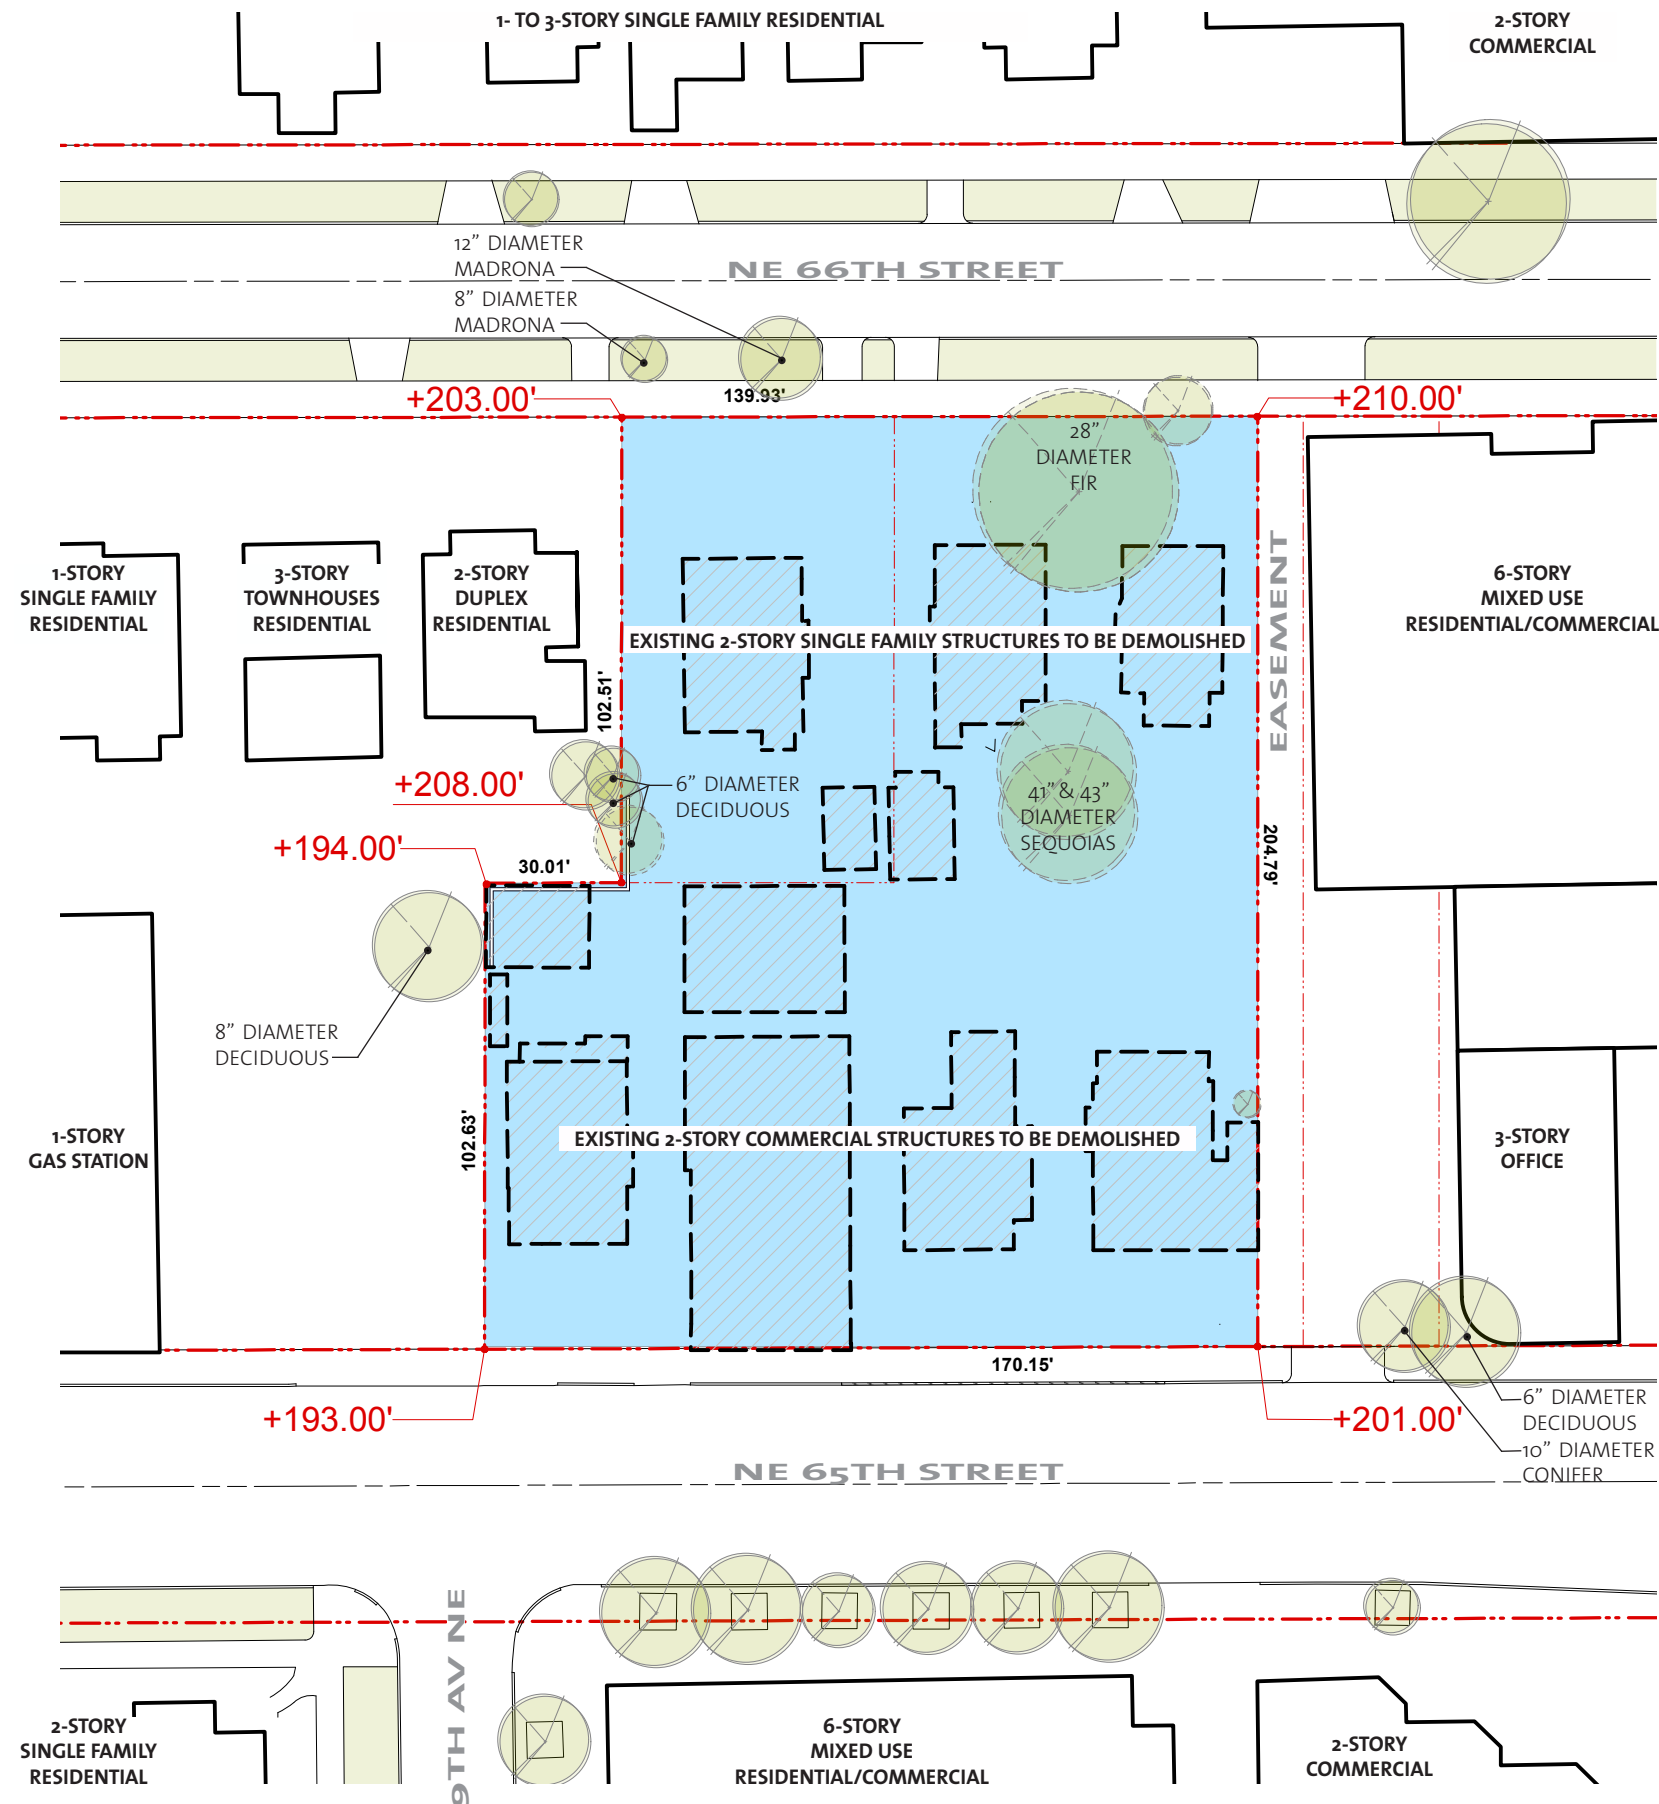 1- TO 3-STORY SINGLE FAMILY RESIDENTIAL
2-STORY
COMMERCIAL
12” DIAMETER
MADRONA
NE 66TH STREET
8” DIAMETER
MADRONA
+203.00'
139.93'
+210.00'
28”
DIAMETER
FIR
1-STORY
SINGLE FAMILY
RESIDENTIAL
3-STORY
TOWNHOUSES
RESIDENTIAL
2-STORY
DUPLEX
RESIDENTIAL
EXISTING 2-STORY SINGLE FAMILY STRUCTURES TO BE DEMOLISHED
EASEMENT
6-STORY
MIXED USE
RESIDENTIAL/COMMERCIAL
102.51'
+208.00'
6” DIAMETER
DECIDUOUS
41” & 43”
DIAMETER
SEQUOIAS
+194.00'
30.01'
204.79'
8” DIAMETER
DECIDUOUS
1-STORY
GAS STATION
102.63'
EXISTING 2-STORY COMMERCIAL STRUCTURES TO BE DEMOLISHED
3-STORY
OFFICE
170.15'
+193.00'
+201.00'
6” DIAMETER
DECIDUOUS
10” DIAMETER
CONIFER
NE 65TH STREET
9TH AV NE
2-STORY
SINGLE FAMILY
RESIDENTIAL
6-STORY
MIXED USE
RESIDENTIAL/COMMERCIAL
2-STORY
COMMERCIAL